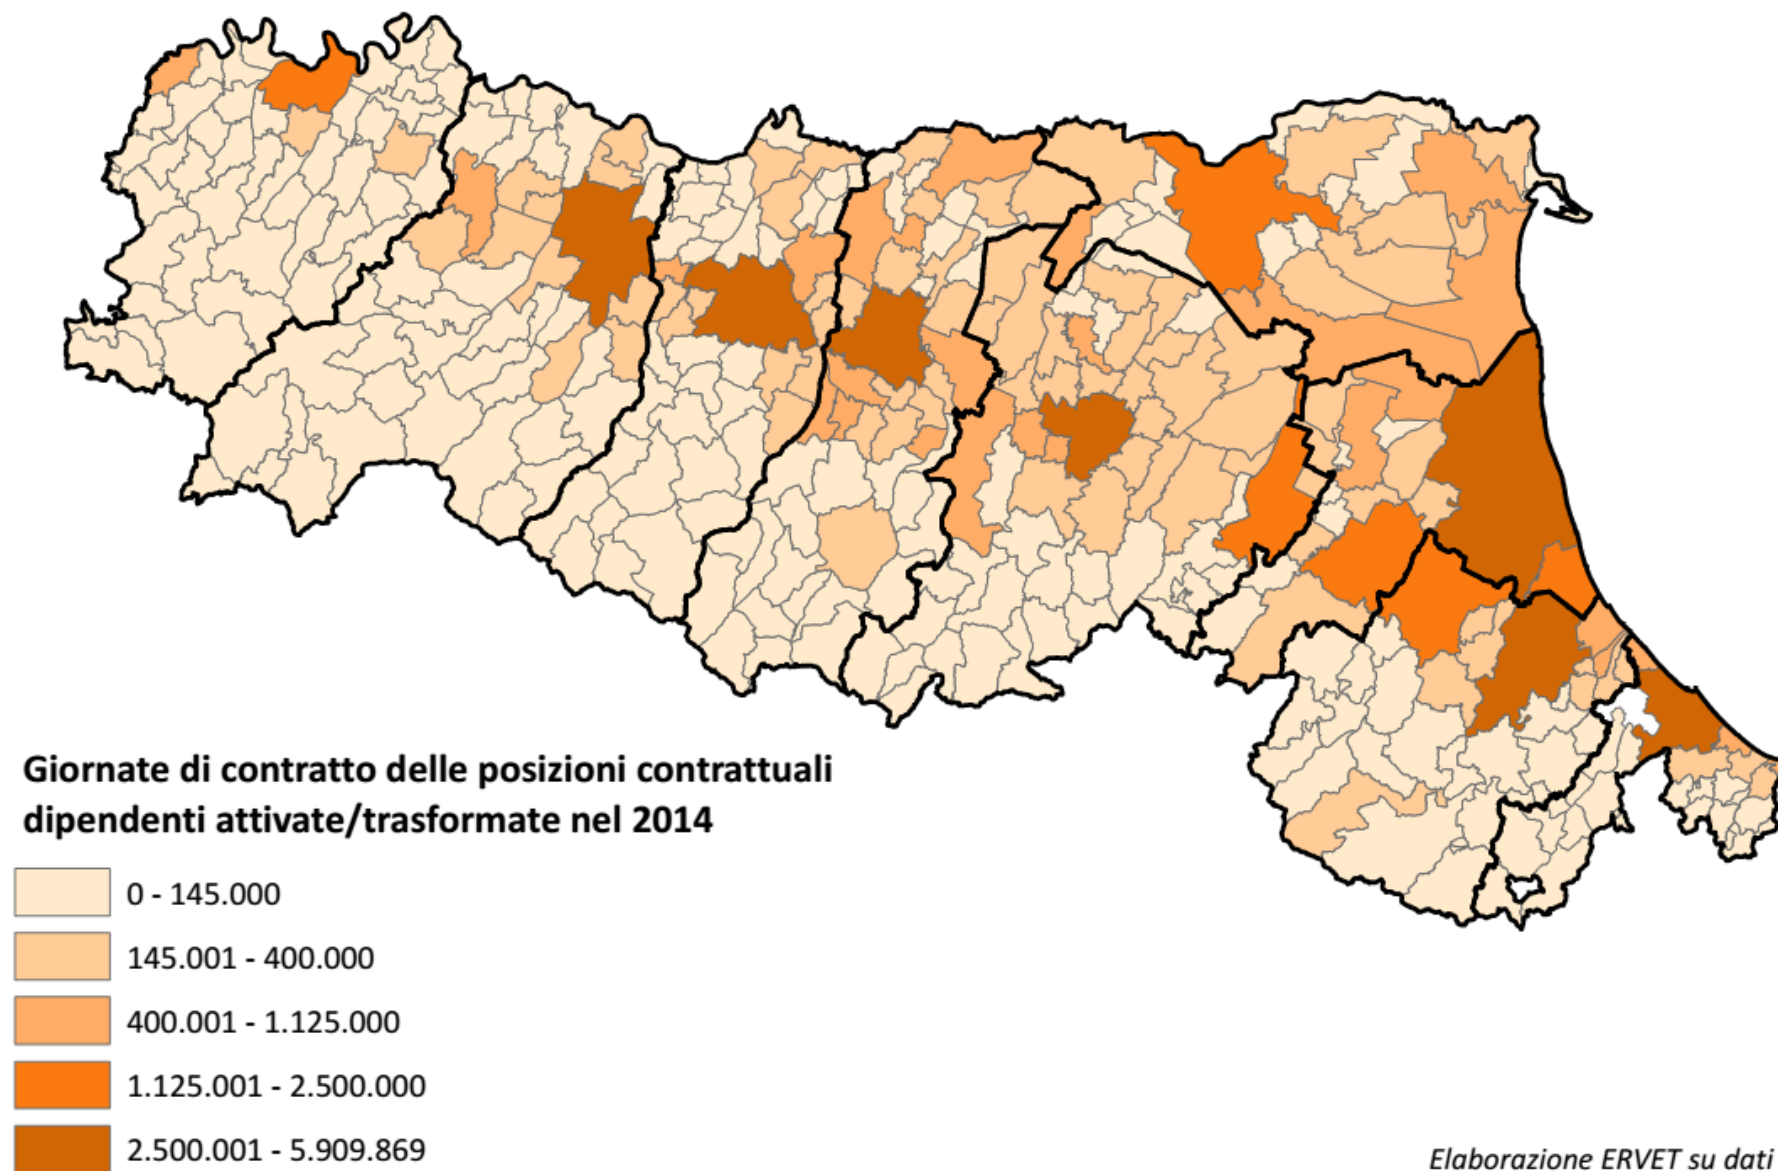 Giornate di contratto delle posizioni contrattuali
dipendenti attivate/trasformate nel 2014
0 - 145.000
145.001 - 400.000
400.001 - 1.125.000
1.125.001 - 2.500.000
2.500.001 - 5.909.869
Elaborazione ERVET su dati